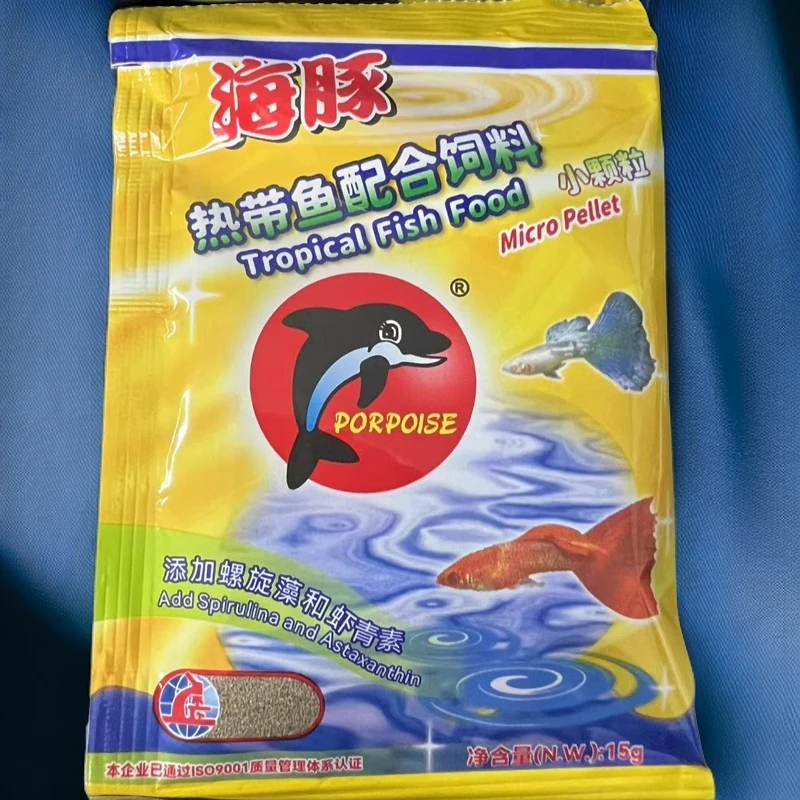 海豚
热带鱼配合饲料
小颗粒
Tropical Fish Food
Micro Pellet
®
PORPOISE
添加螺旋藻和虾青素
Add Spirulina and Astaxanthin
净含量(N.W.):15g
本企业已通过ISO9001质量管理体系认证